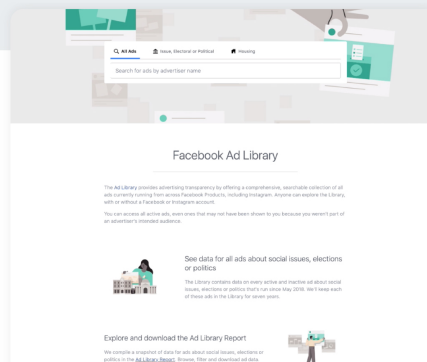 All Ads
Issue, Electoral or Political
Housing
Search for ads by advertiser name
Facebook Ad Library
The Ad Library provides advertising transparency by offering a comprehensive, searchable collection of all
ads currently running from across Facebook Products, including Instagram. Anyone can explore the Library,
with or without a Facebook or Instagram account.
You can access all active ads, even ones that may not have been shown to you because you weren't part of
an advertiser's intended audience.
See data for all ads about social issues, elections
or politics
The Library contains data on every active and inactive ad about social
issues, elections or politics that's run since May 2018. We'll keep each
of these ads in the Library for seven years.
Explore and download the Ad Library Report
We compile a snapshot of data for ads about social issues, elections or
politics in the Ad Library Report. Browse, filter and download ad data.